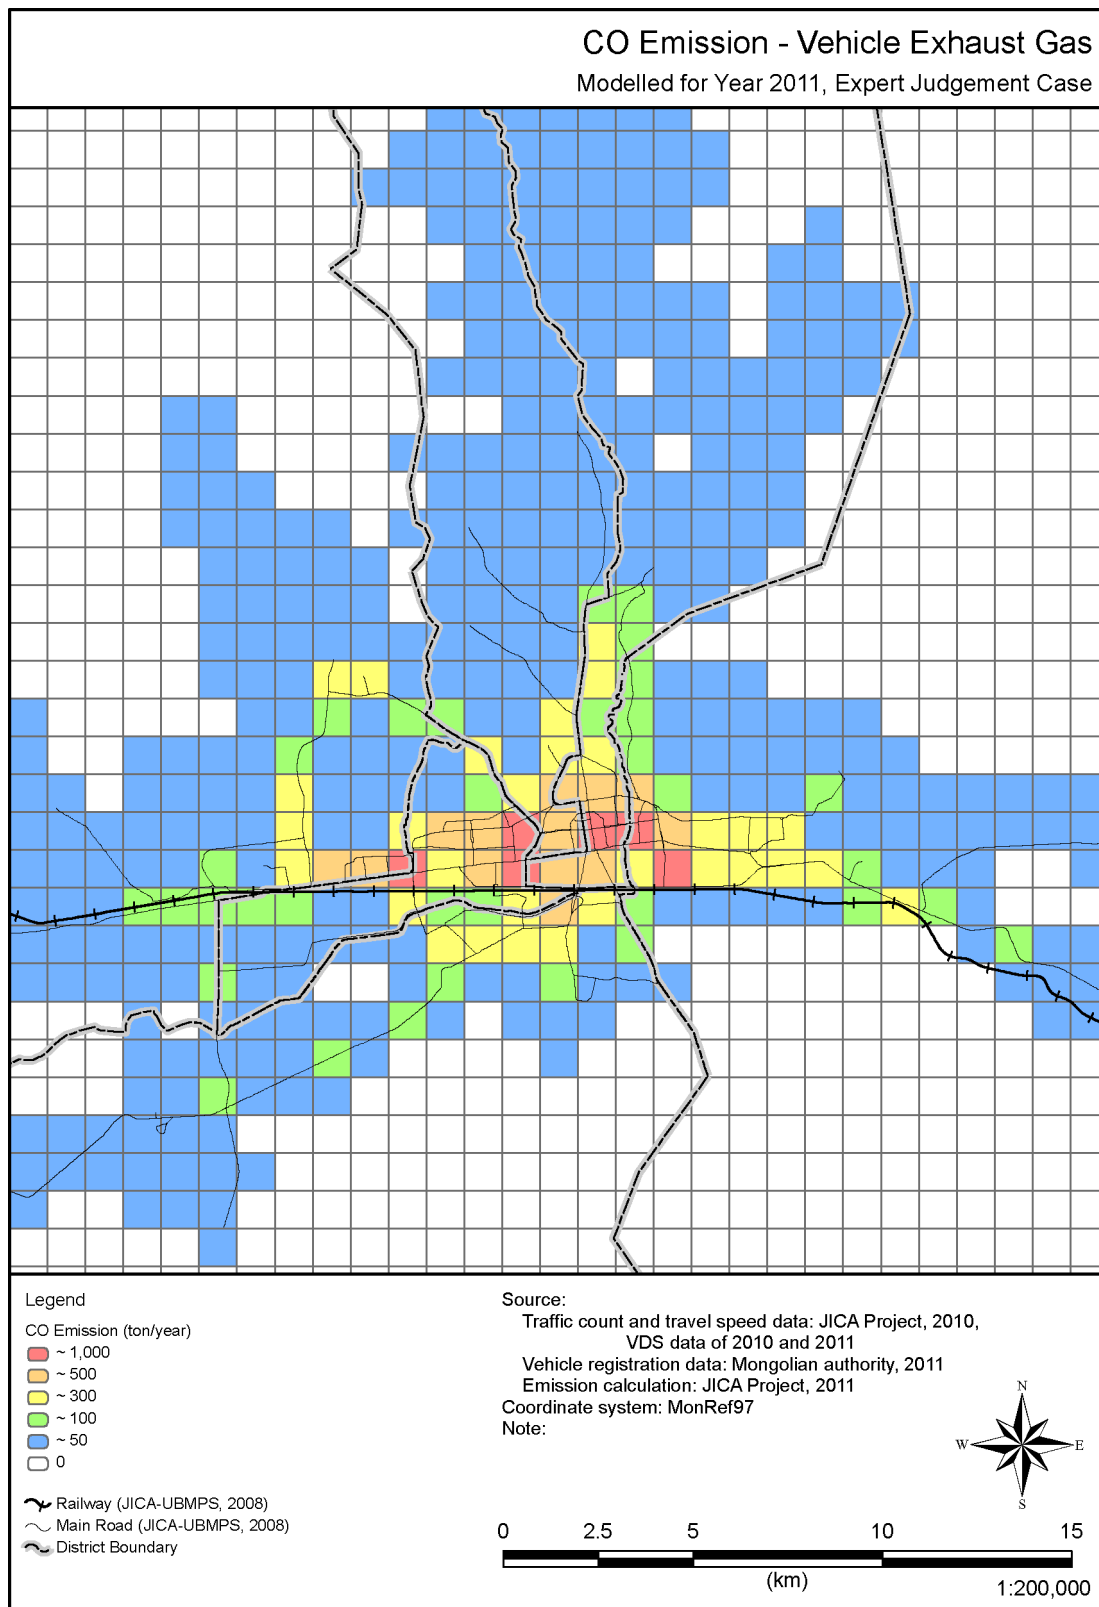 CO Emission - Vehicle Exhaust Gas
Modelled for Year 2011, Expert Judgement Case
Legend
CO Emission (ton/year)
~ 1,000
~ 500
~ 300
~ 100
~ 50
0
Railway (JICA-UBMPS, 2008)
Main Road (JICA-UBMPS, 2008)
District Boundary
Source:
Traffic count and travel speed data: JICA Project, 2010,
VDS data of 2010 and 2011
Vehicle registration data: Mongolian authority, 2011
Emission calculation: JICA Project, 2011
Coordinate system: MonRef97
Note:
N
W E
S
0 2.5 5 10 15
(km)
1:200,000